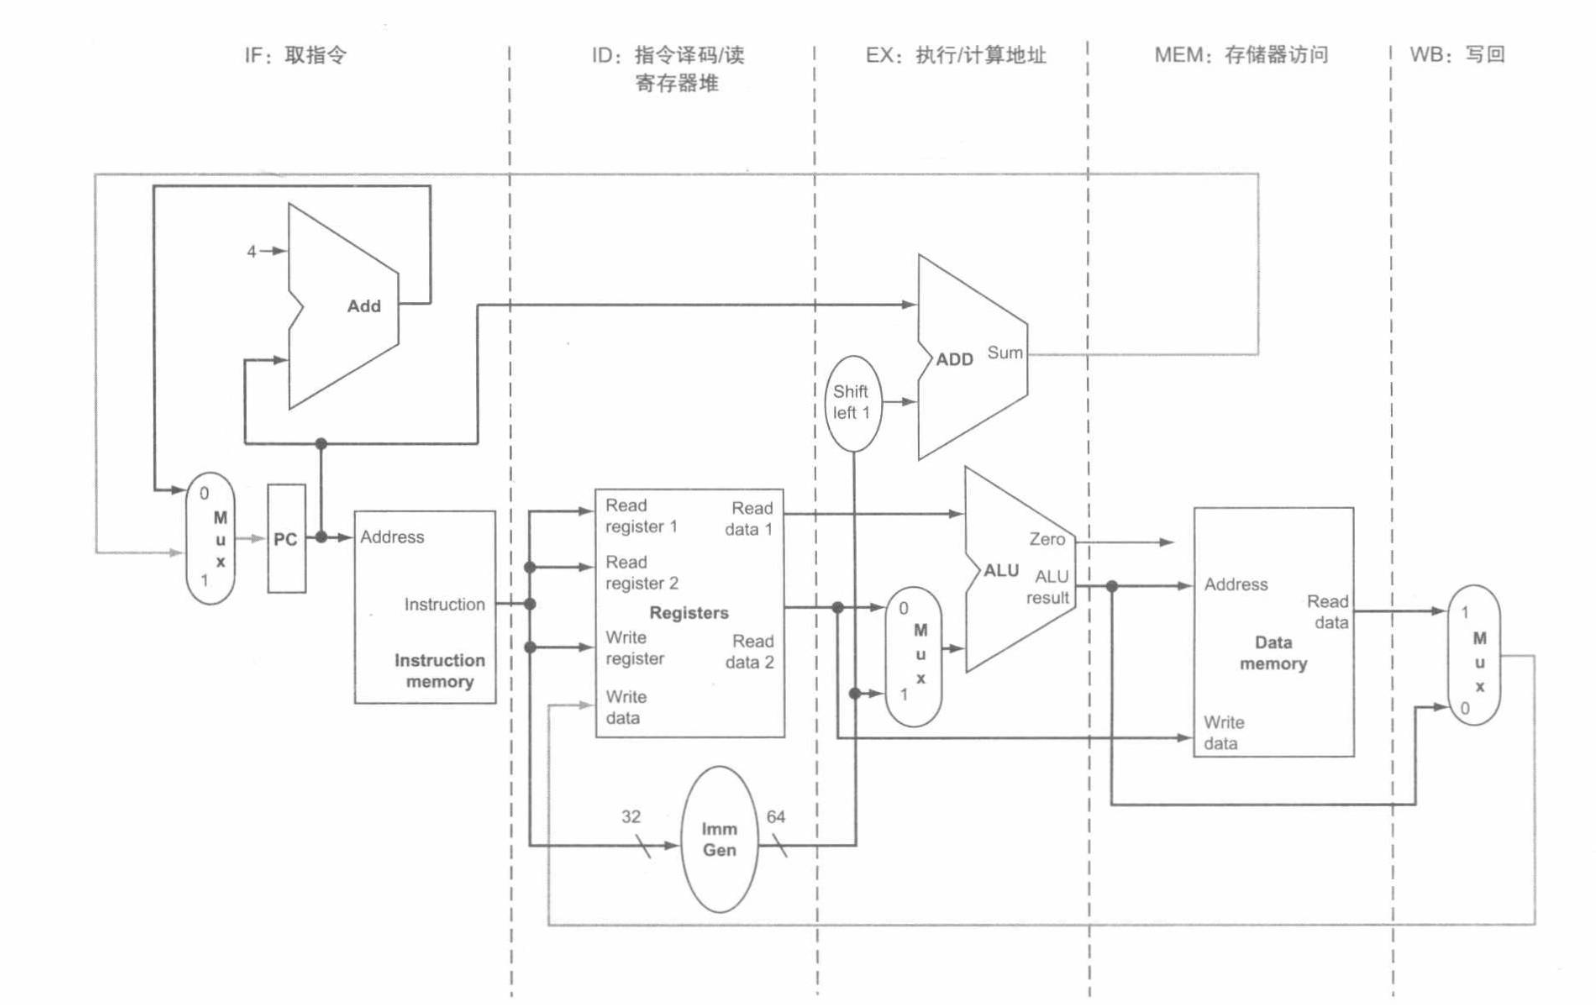 IF：取指令
ID：指令译码/读
寄存器堆
EX：执行/计算地址
MEM：存储器访问
WB：写回
4
Add
ADD
Sum
Shift
left 1
0
M
u
x
1
PC
Address
Instruction
Instruction
memory
Read
register 1
Read
data 1
Read
register 2
Registers
Write
register
Read
data 2
Write
data
0
M
u
x
1
Zero
ALU
ALU
result
Address
Read
data
Data
memory
Write
data
1
M
u
x
0
32
Imm
Gen
64